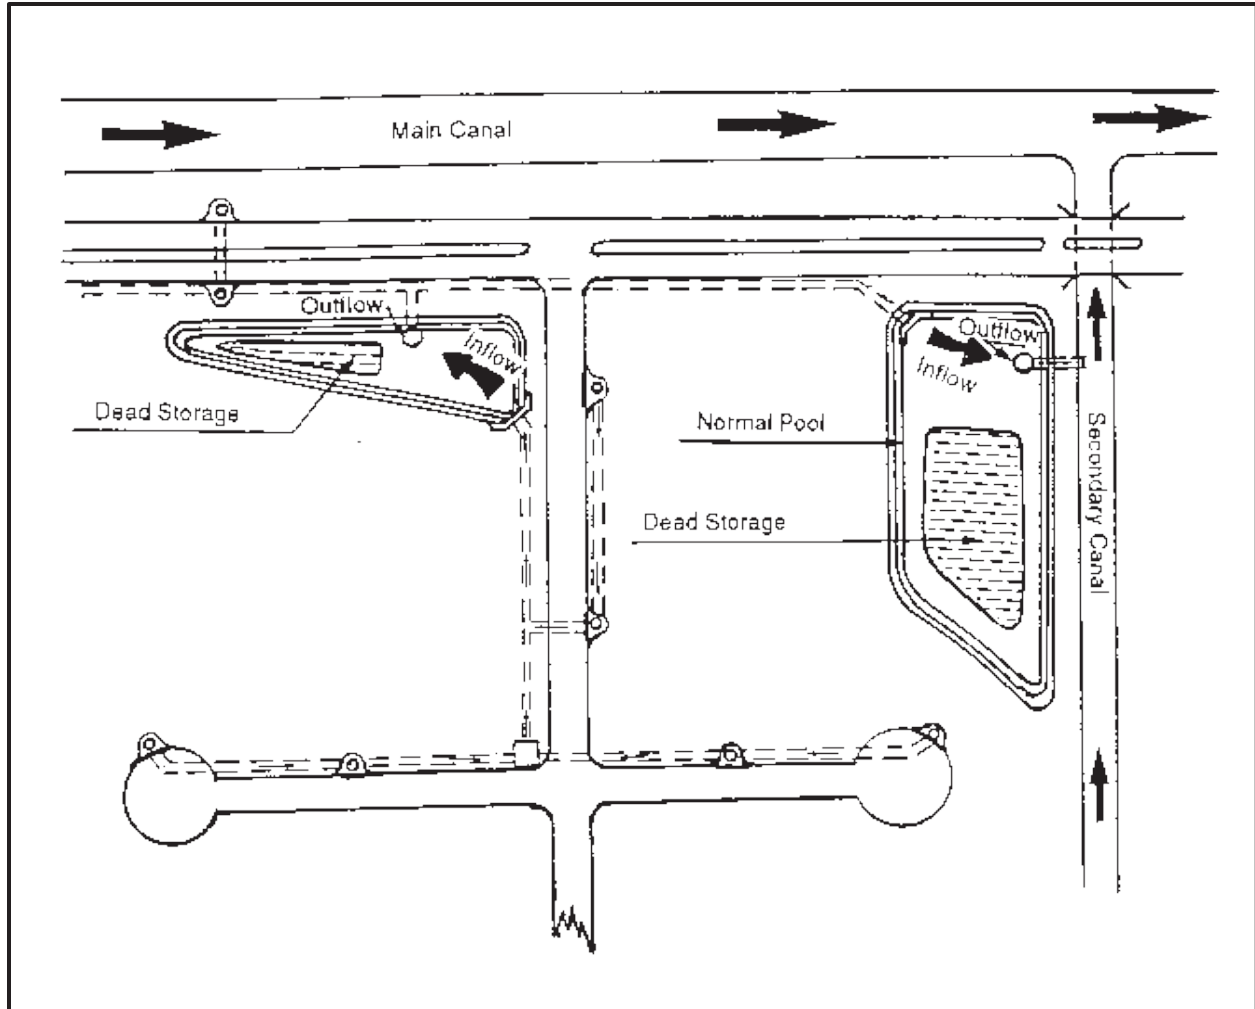 Main Canal
Outflow
Inflow
Dead Storage
Outflow
Inflow
Normal Pool
Dead Storage
Secondary Canal